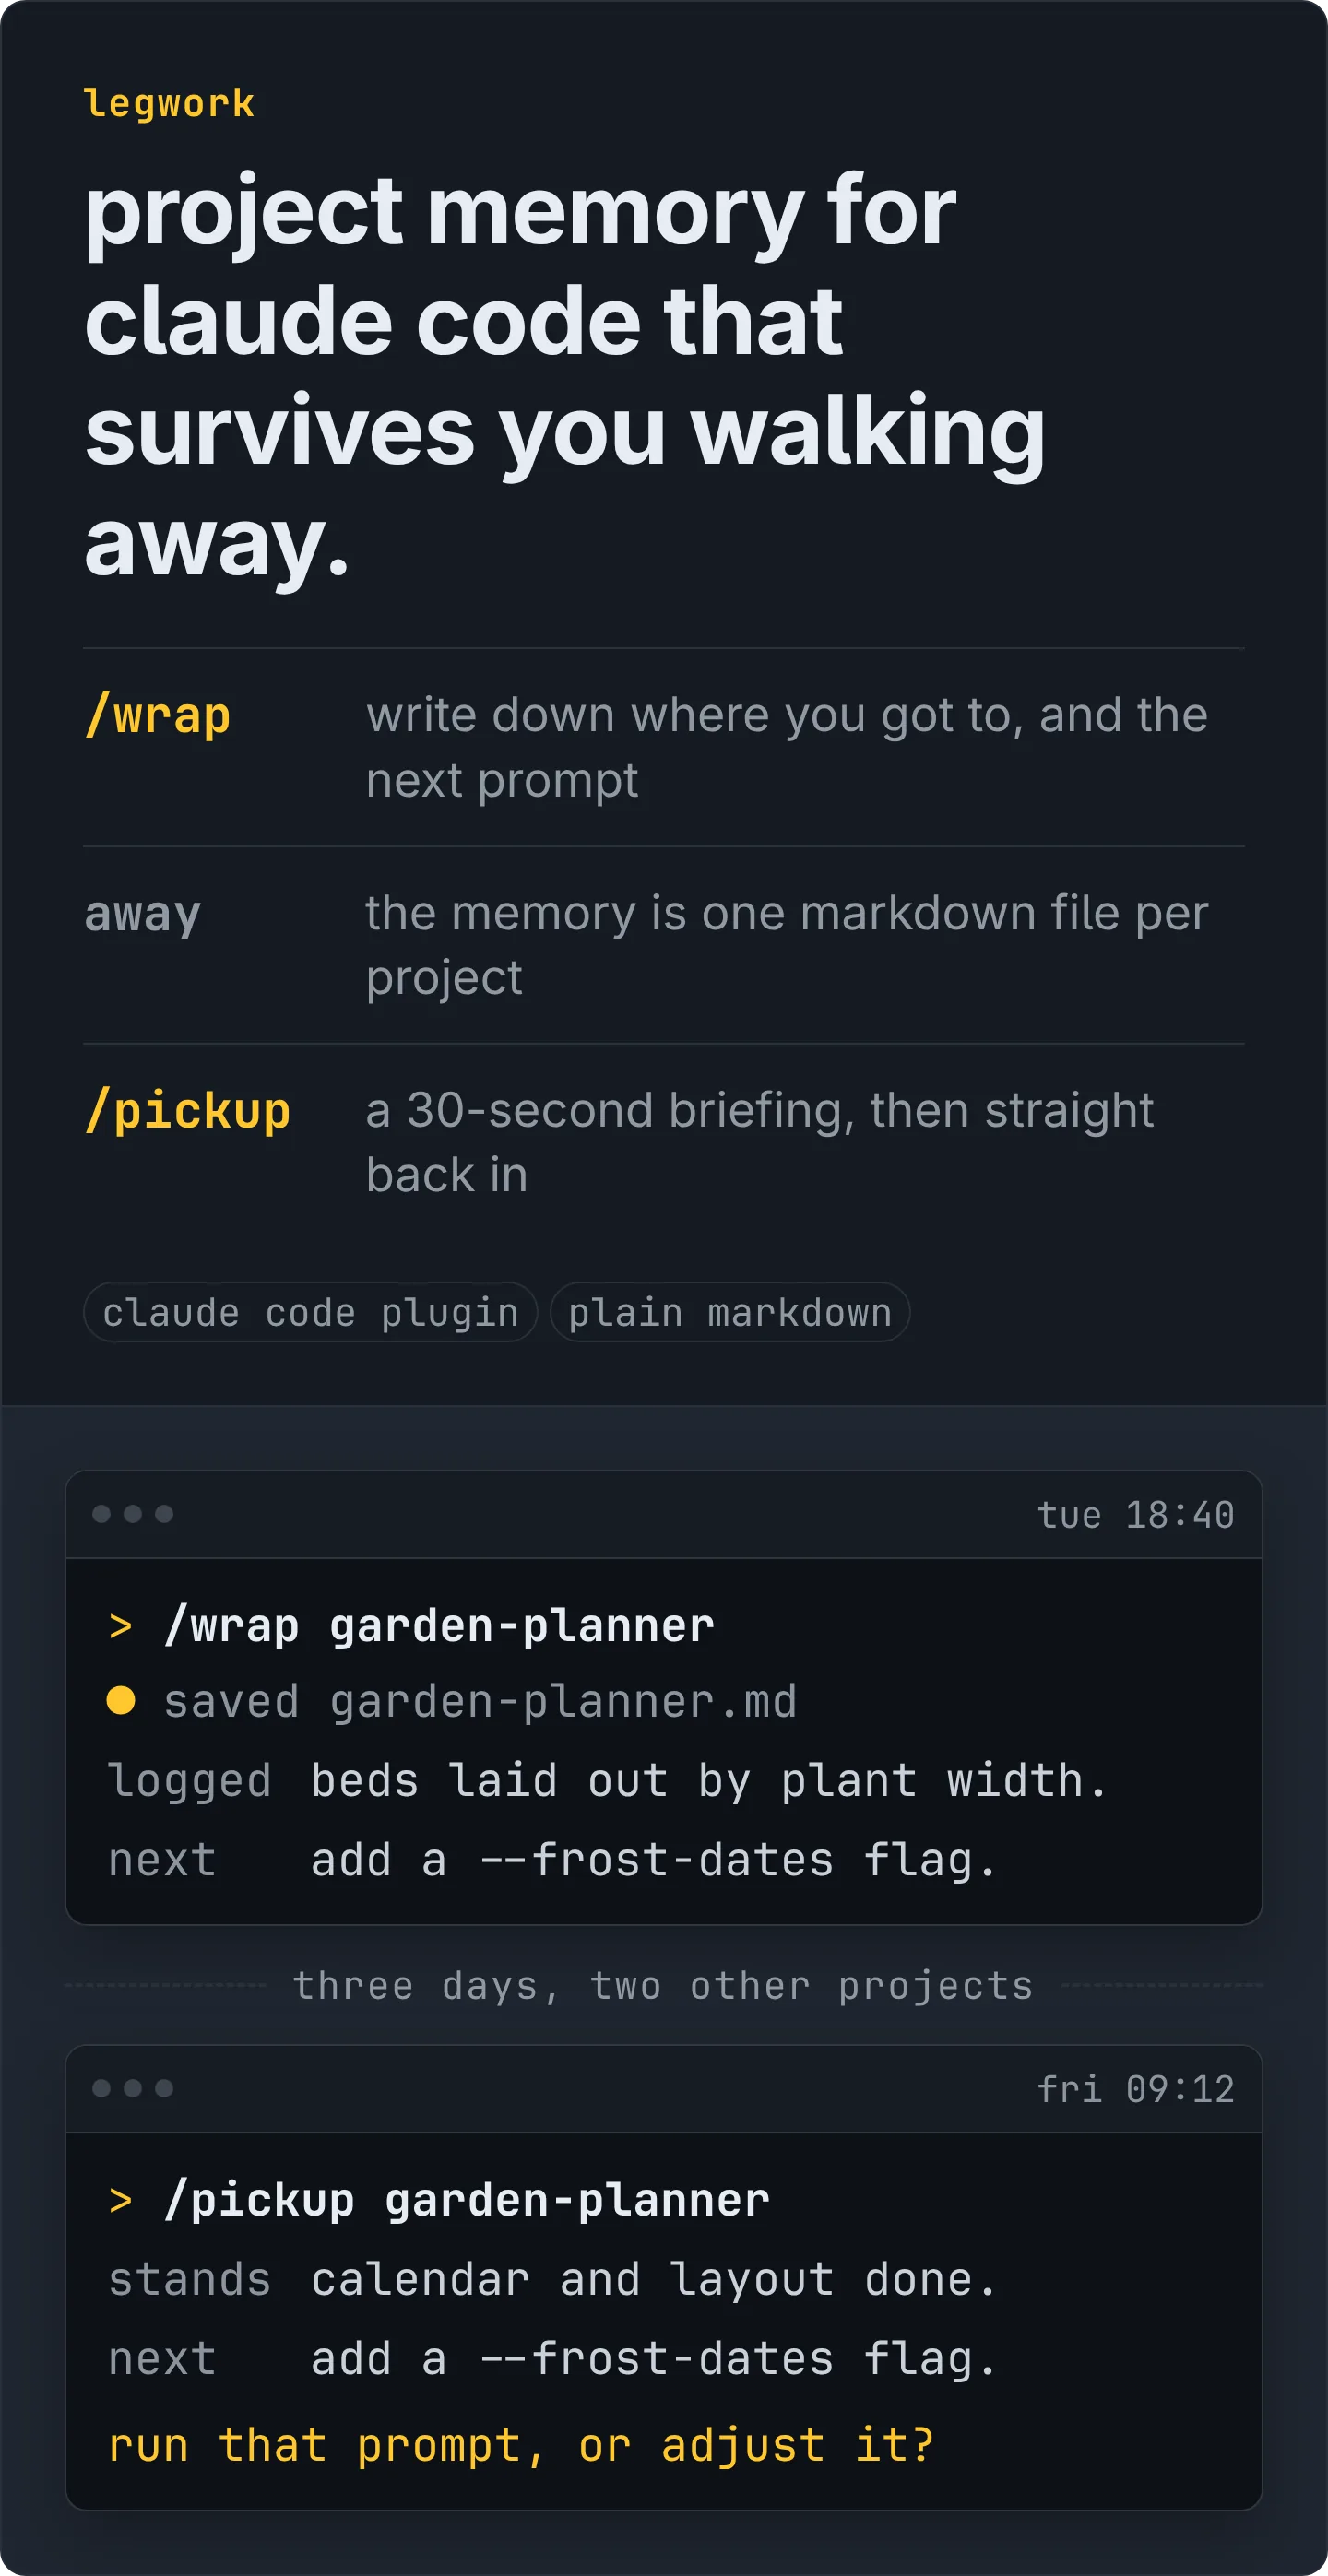 legwork
project memory for
claude code that
survives you walking
away.
/wrap write down where you got to, and the
next prompt
away the memory is one markdown file per
project
/pickup a 30-second briefing, then straight
back in
claude code plugin plain markdown
tue 18:40
> /wrap garden-planner
saved garden-planner.md
logged beds laid out by plant width.
next add a --frost-dates flag.
three days, two other projects
fri 09:12
> /pickup garden-planner
stands calendar and layout done.
next add a --frost-dates flag.
run that prompt, or adjust it?